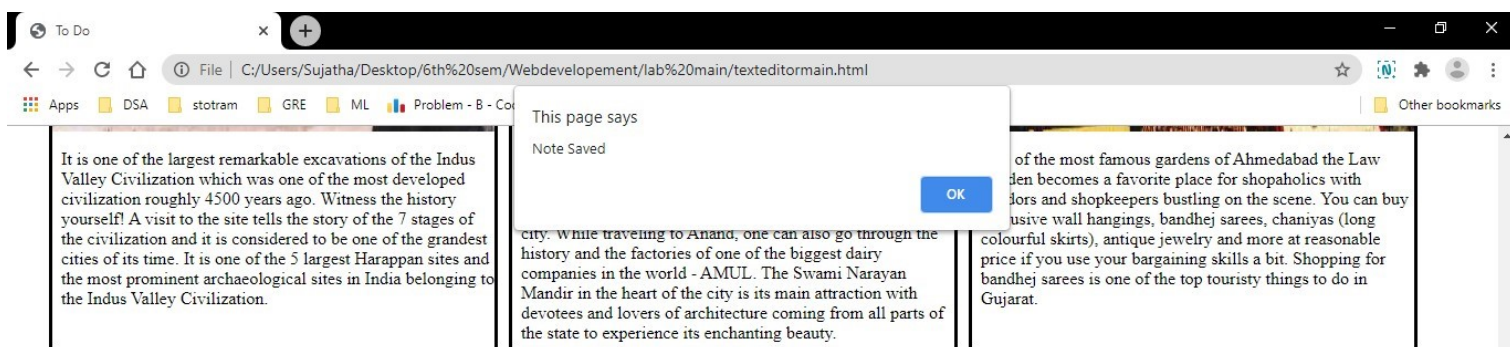 To Do
File | C:/Users/Sujatha/Desktop/6th%20sem/Webdevelopement/lab%20main/texteditormain.html
Apps DSA stotram GRE ML Problem - B - Co Other bookmarks
This page says
Note Saved
OK
It is one of the largest remarkable excavations of the Indus
Valley Civilization which was one of the most developed
civilization roughly 4500 years ago. Witness the history
yourself! A visit to the site tells the story of the 7 stages of
the civilization and it is considered to be one of the grandest
cities of its time. It is one of the 5 largest Harappan sites and
the most prominent archaeological sites in India belonging to
the Indus Valley Civilization.
city. While traveling to Anand, one can also go through the
history and the factories of one of the biggest dairy
companies in the world - AMUL. The Swami Narayan
Mandir in the heart of the city is its main attraction with
devotees and lovers of architecture coming from all parts of
the state to experience its enchanting beauty.
of the most famous gardens of Ahmedabad the Law
den becomes a favorite place for shopaholics with
dors and shopkeepers bustling on the scene. You can buy
usive wall hangings, bandhej sarees, chaniyas (long
colourful skirts), antique jewelry and more at reasonable
price if you use your bargaining skills a bit. Shopping for
bandhej sarees is one of the top touristy things to do in
Gujarat.